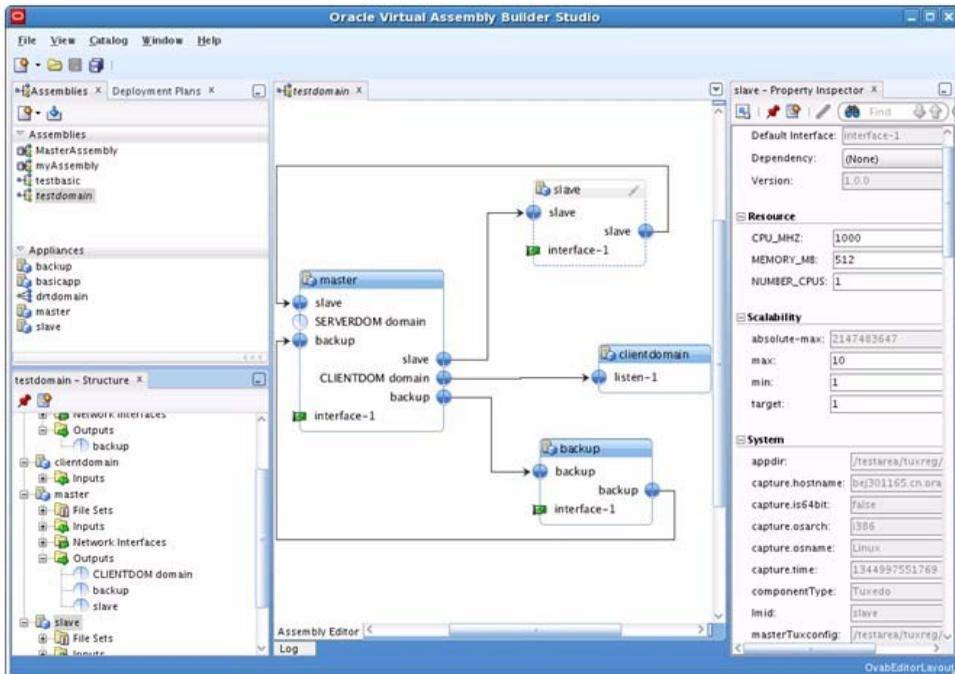 Oracle Virtual Assembly Builder Studio
File View Catalog Window Help
Assemblies X Deployment Plans X
Assemblies
MasterAssembly
myAssembly
testbasic
testdomain
Appliances
backup
basicapp
drtdomain
master
slave
testdomain - Structure X
Network Interfaces
Outputs
backup
clientdomain
Inputs
master
File Sets
Inputs
Network Interfaces
Outputs
CLIENTDOM domain
backup
slave
slave
File Sets
Inputs
testdomain X
slave
slave
slave
interface-1
master
slave
SERVERDOM domain
backup
slave
CLIENTDOM domain
backup
interface-1
clientdomain
listen-1
backup
backup
backup
interface-1
Assembly Editor
Log
slave - Property Inspector X
Find
Default Interface: interface-1
Dependency: (None)
Version: 1.0.0
Resource
CPU_MHZ: 1000
MEMORY_MB: 512
NUMBER_CPUS: 1
Scalability
absolute-max: 2147483647
max: 10
min: 1
target: 1
System
appdir: /testarea/tuxreg/
capture.hostname: bej301165.cn.ora
capture.is64bit: false
capture.osarch: i386
capture.osname: Linux
capture.time: 1344997551769
componentType: Tuxedo
lmid: slave
masterTuxconfig: /testarea/tuxreg/
OvabEditorLayout